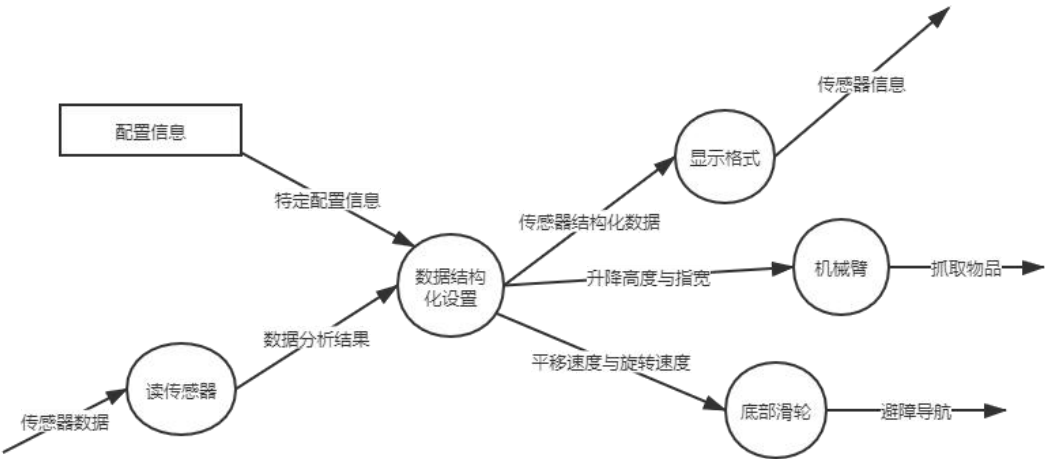 传感器信息
配置信息
显示格式
特定配置信息
传感器结构化数据
数据结构
化设置
升降高度与指宽
机械臂
抓取物品
数据分析结果
平移速度与旋转速度
读传感器
传感器数据
底部滑轮
避障导航